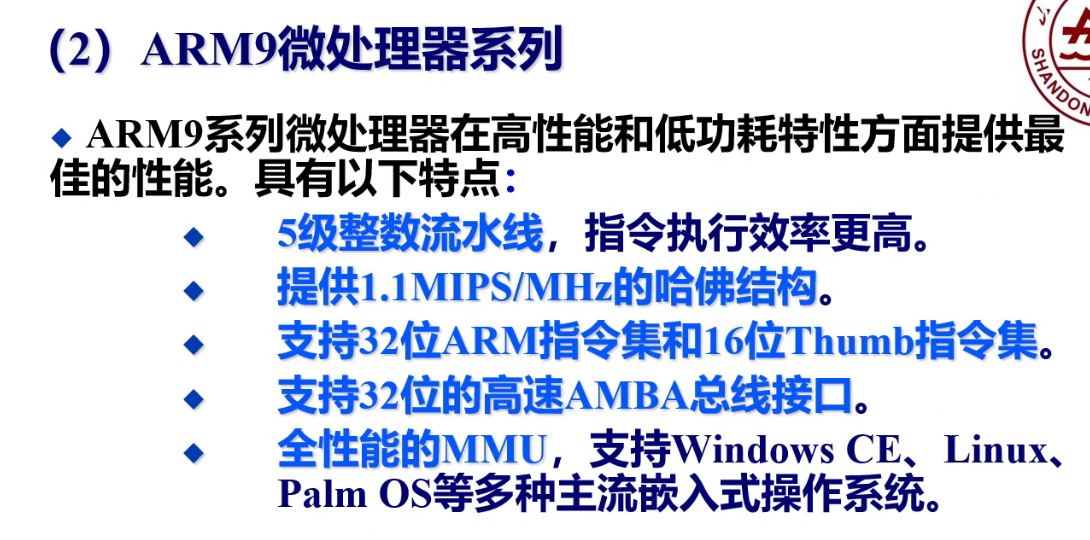 （2）ARM9微处理器系列
ARM9系列微处理器在高性能和低功耗特性方面提供最
佳的性能。具有以下特点：
5级整数流水线，指令执行效率更高。
提供1.1MIPS/MHz的哈佛结构。
支持32位ARM指令集和16位Thumb指令集。
支持32位的高速AMBA总线接口。
全性能的MMU，支持Windows CE、Linux、
Palm OS等多种主流嵌入式操作系统。
SHANDON